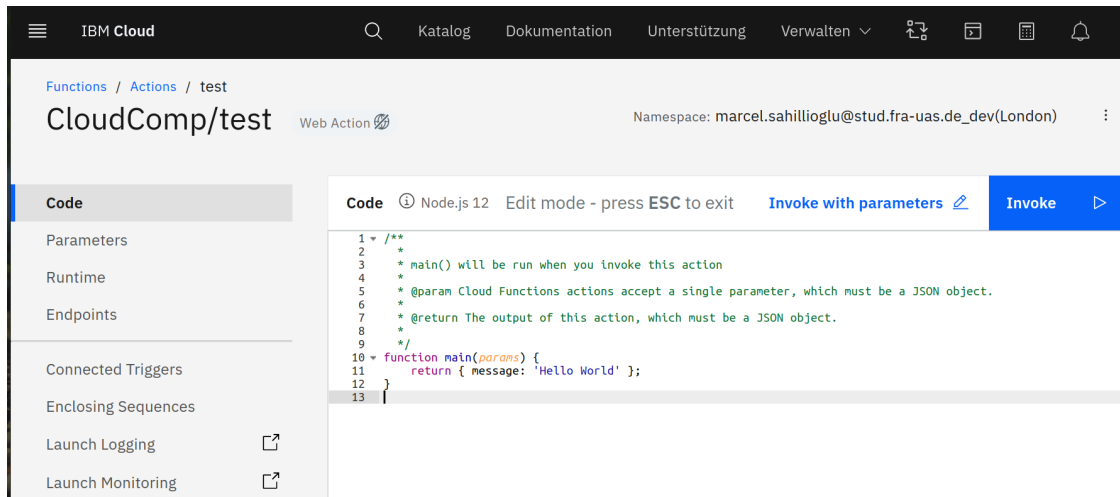 IBM Cloud Katalog Dokumentation Unterstützung Verwalten
Functions / Actions / test
CloudComp/test Web Action Namespace: marcel.sahillioglu@stud.fra-uas.de_dev(London)
Code
Parameters
Runtime
Endpoints
Connected Triggers
Enclosing Sequences
Launch Logging
Launch Monitoring
Code Node.js 12 Edit mode - press ESC to exit Invoke with parameters Invoke
1 /**
2 *
3 * main() will be run when you invoke this action
4 *
5 * @param Cloud Functions actions accept a single parameter, which must be a JSON object.
6 *
7 * @return The output of this action, which must be a JSON object.
8 *
9 */
10 function main(params) {
11 return { message: 'Hello World' };
12 }
13